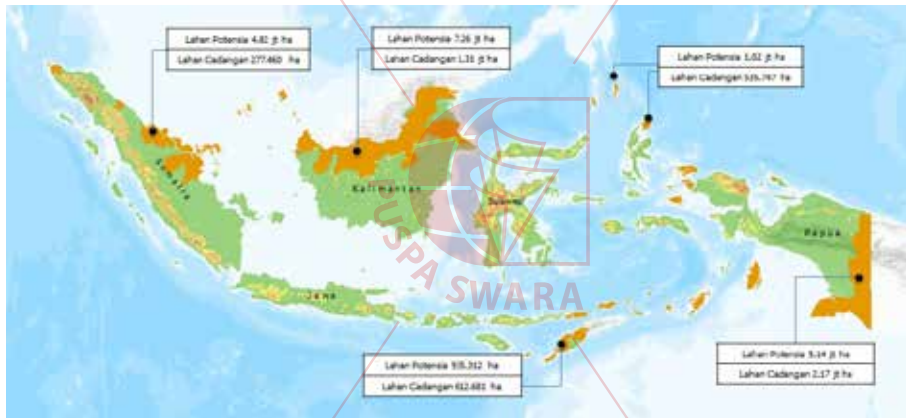 Lahan Potensia 4.82 jt ha
Lahan Cadangan 277.460 ha
Lahan Potensia 7.26 jt ha
Lahan Cadangan 1.31 jt ha
Lahan Potensia 1.02 jt ha
Lahan Cadangan 535.747 ha
Sumatra
Kalimantan
Sulawesi
Papua
Jawa
PUSPA SWARA
Lahan Potensia 935.312 ha
Lahan Cadangan 612.681 ha
Lahan Potensia 5.14 jt ha
Lahan Cadangan 2.17 jt ha